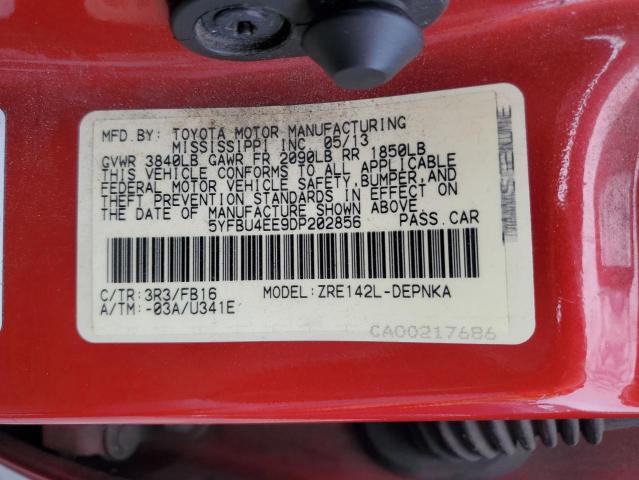 MFD.BY: TOYOTA MOTOR MANUFACTURING
MISSISSIPPI INC 05/13
GVWR 3840LB GAWR FR 2090LB RR 1850LB
THIS VEHICLE CONFORMS TO ALL APPLICABLE
FEDERAL MOTOR VEHICLE SAFETY,BUMPER,AND
THEFT PREVENTION STANDARDS IN EFFECT ON
THE DATE OF MANUFACTURE SHOWN ABOVE
5YFBU4EE9DP202856 PASS.CAR
C/TR:3R3/FB16 MODEL:ZRE142L-DEPNKA
A/TM:-03A/U341E
CA00217686